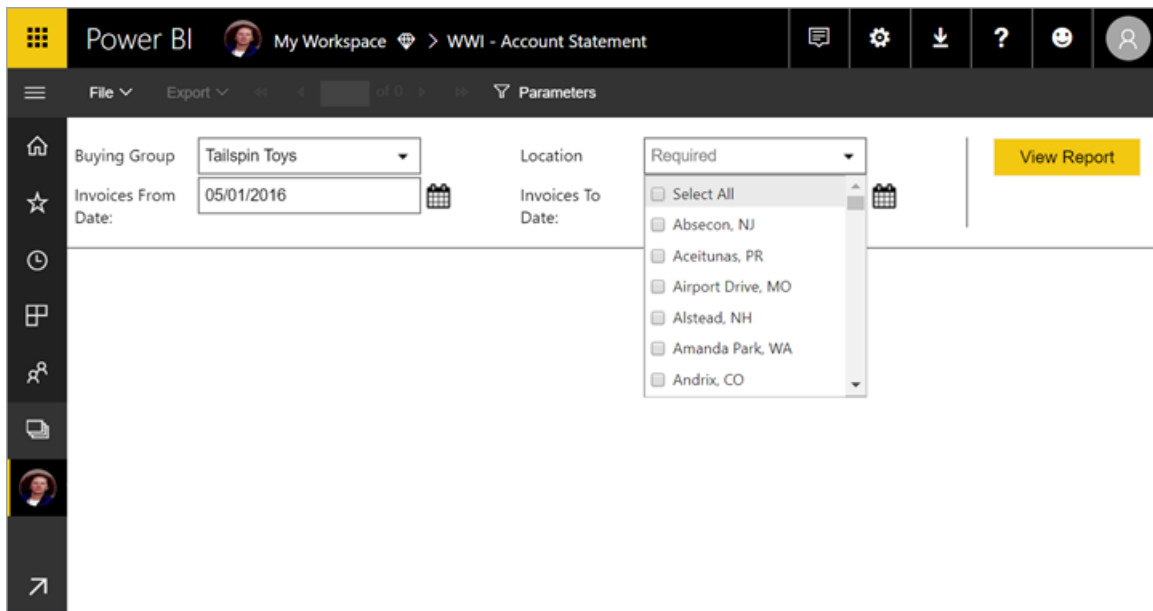 Power BI My Workspace > WWI - Account Statement ?
File Export of 0 Parameters
Buying Group Tailspin Toys Location Required View Report
Invoices From Date: 05/01/2016 Invoices To Date:
Select All
Absecon, NJ
Aceitunas, PR
Airport Drive, MO
Alstead, NH
Amanda Park, WA
Andrix, CO